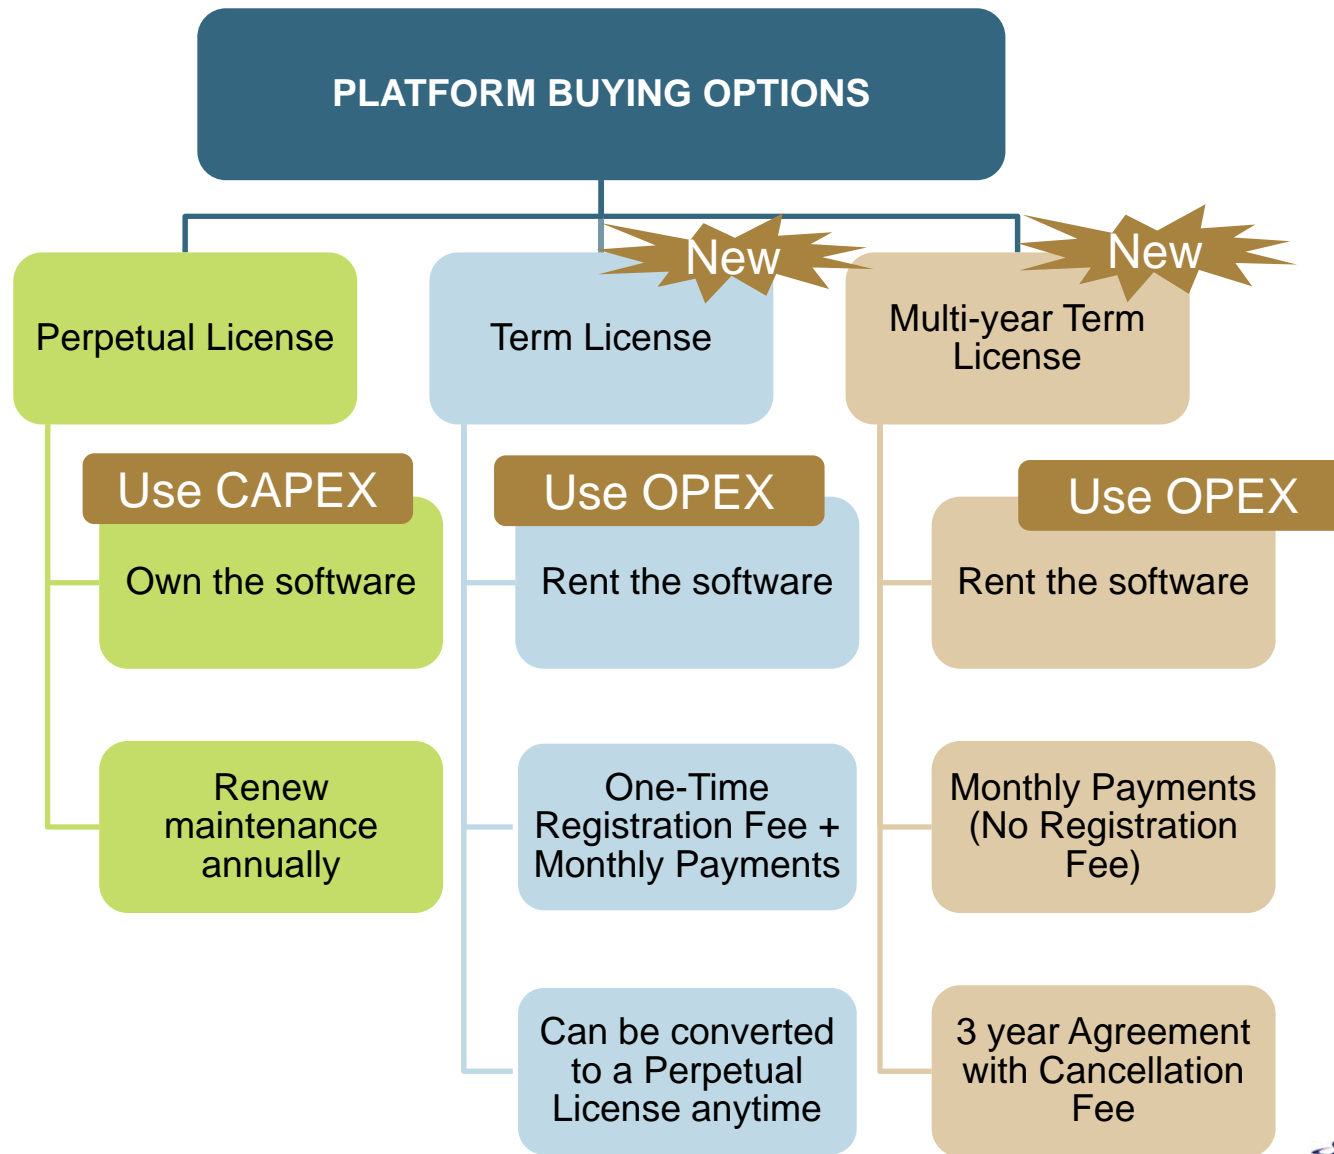 PLATFORM BUYING OPTIONS
New
New
Perpetual License
Term License
Multi-year Term
License
Use CAPEX
Own the software
Renew
maintenance
annually
Use OPEX
Rent the software
One-Time
Registration Fee +
Monthly Payments
Can be converted
to a Perpetual
License anytime
Use OPEX
Rent the software
Monthly Payments
(No Registration
Fee)
3 year Agreement
with Cancellation
Fee